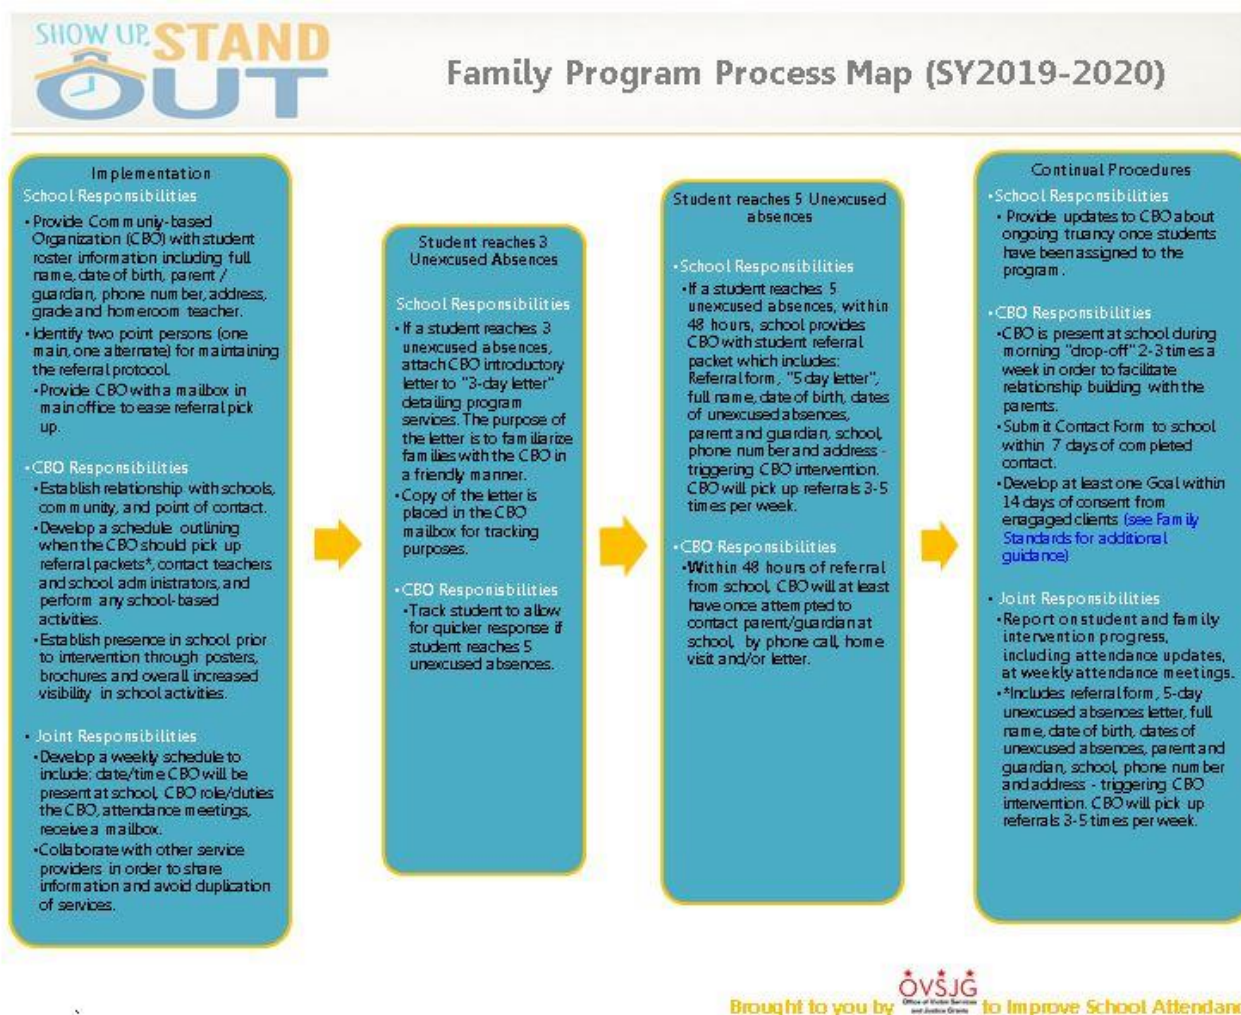 SHOW UP, STAND
OUT
Family Program Process Map (SY2019-2020)
Implementation
School Responsibilities
• Provide Communiy-based
Organization (CBO) with student
roster information including full
name, date of birth, parent /
guardian, phone number, address,
grade and homeroom teacher.
• Identify two point persons (one
main, one alternate) for maintaining
the referral protocol.
• Provide CBO with a mailbox in
main office to ease referral pick
up.
• CBO Responsibilities
• Establish relationship with schools,
community, and point of contact.
• Develop a schedule outlining
when the CBO should pick up
referral packets*, contact teachers
and school administrators, and
perform any school-based
activities.
• Establish presence in school prior
to intervention through posters,
brochures and overall increased
visibility in school activities.
• Joint Responsibilities
• Develop a weekly schedule to
include: date/time CBO will be
present at school, CBO role/duties
the CBO, attendance meetings,
receive a mailbox.
• Collaborate with other service
providers in order to share
information and avoid duplication
of services.
Student reaches 3
Unexcused Absences
School Responsibilities
• If a student reaches 3
unexcused absences,
attach CBO introductory
letter to "3-day letter"
detailing program
services. The purpose of
the letter is to familiarize
families with the CBO in
a friendly manner.
• Copy of the letter is
placed in the CBO
mailbox for tracking
purposes.
• CBO Responisbilities
• Track student to allow
for quicker response if
student reaches 5
unexcused absences.
Student reaches 5 Unexcused
absences
• School Responsibilities
• If a student reaches 5
unexcused absences, within
48 hours, school provides
CBO with student referral
packet which includes:
Referral form, "5 day letter",
full name, date of birth, dates
of unexcused absences,
parent and guardian, school,
phone number and address -
triggering CBO intervention.
CBO will pick up referrals 3-5
times per week.
• CBO Responsibilities
• Within 48 hours of referral
from school, CBO will at least
have once attempted to
contact parent/guardian at
school, by phone call, home
visit and/or letter.
Continual Procedures
• School Responsibilities
• Provide updates to CBO about
ongoing truancy once students
have been assigned to the
program.
• CBO Responsibilities
• CBO is present at school during
morning "drop-off" 2-3 times a
week in order to facilitate
relationship building with the
parents.
• Submit Contact Form to school
within 7 days of completed
contact.
• Develop at least one Goal within
14 days of consent from
enagaged clients (see Family
Standards for additional
guidance)
• Joint Responsibilities
• Report on student and family
intervention progress,
including attendance updates,
at weekly attendance meetings.
• *Includes referral form, 5-day
unexcused absences letter, full
name, date of birth, dates of
unexcused absences, parent and
guardian, school, phone number
and address - triggering CBO
intervention. CBO will pick up
referrals 3-5 times per week.
OVSJG
Office of Victim Services
and Justice Grants
Brought to you by to Improve School Attendanc